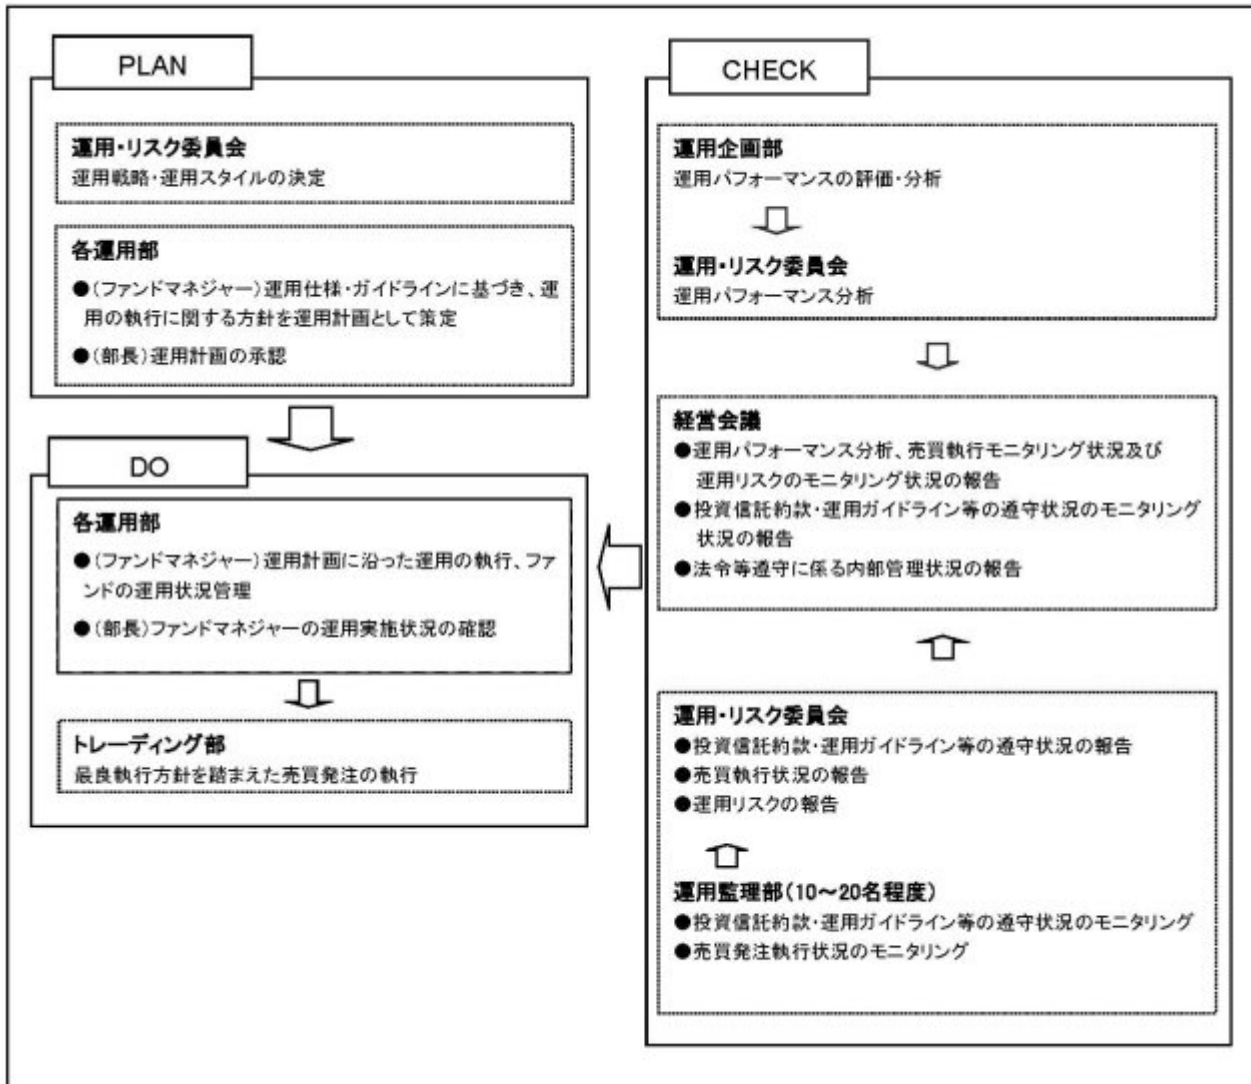 PLAN
運用・リスク委員会
運用戦略・運用スタイルの決定
各運用部
●(ファンドマネジャー)運用仕様・ガイドラインに基づき、運
用の執行に関する方針を運用計画として策定
●(部長)運用計画の承認
DO
各運用部
●(ファンドマネジャー)運用計画に沿った運用の執行、ファ
ンドの運用状況管理
●(部長)ファンドマネジャーの運用実施状況の確認
トレーディング部
最良執行方針を踏まえた売買発注の執行
CHECK
運用企画部
運用パフォーマンスの評価・分析
運用・リスク委員会
運用パフォーマンス分析
経営会議
●運用パフォーマンス分析、売買執行モニタリング状況及び
運用リスクのモニタリング状況の報告
●投資信託約款・運用ガイドライン等の遵守状況のモニタリング
状況の報告
●法令等遵守に係る内部管理状況の報告
運用・リスク委員会
●投資信託約款・運用ガイドライン等の遵守状況の報告
●売買執行状況の報告
●運用リスクの報告
運用監理部(10～20名程度)
●投資信託約款・運用ガイドライン等の遵守状況のモニタリング
●売買発注執行状況のモニタリング